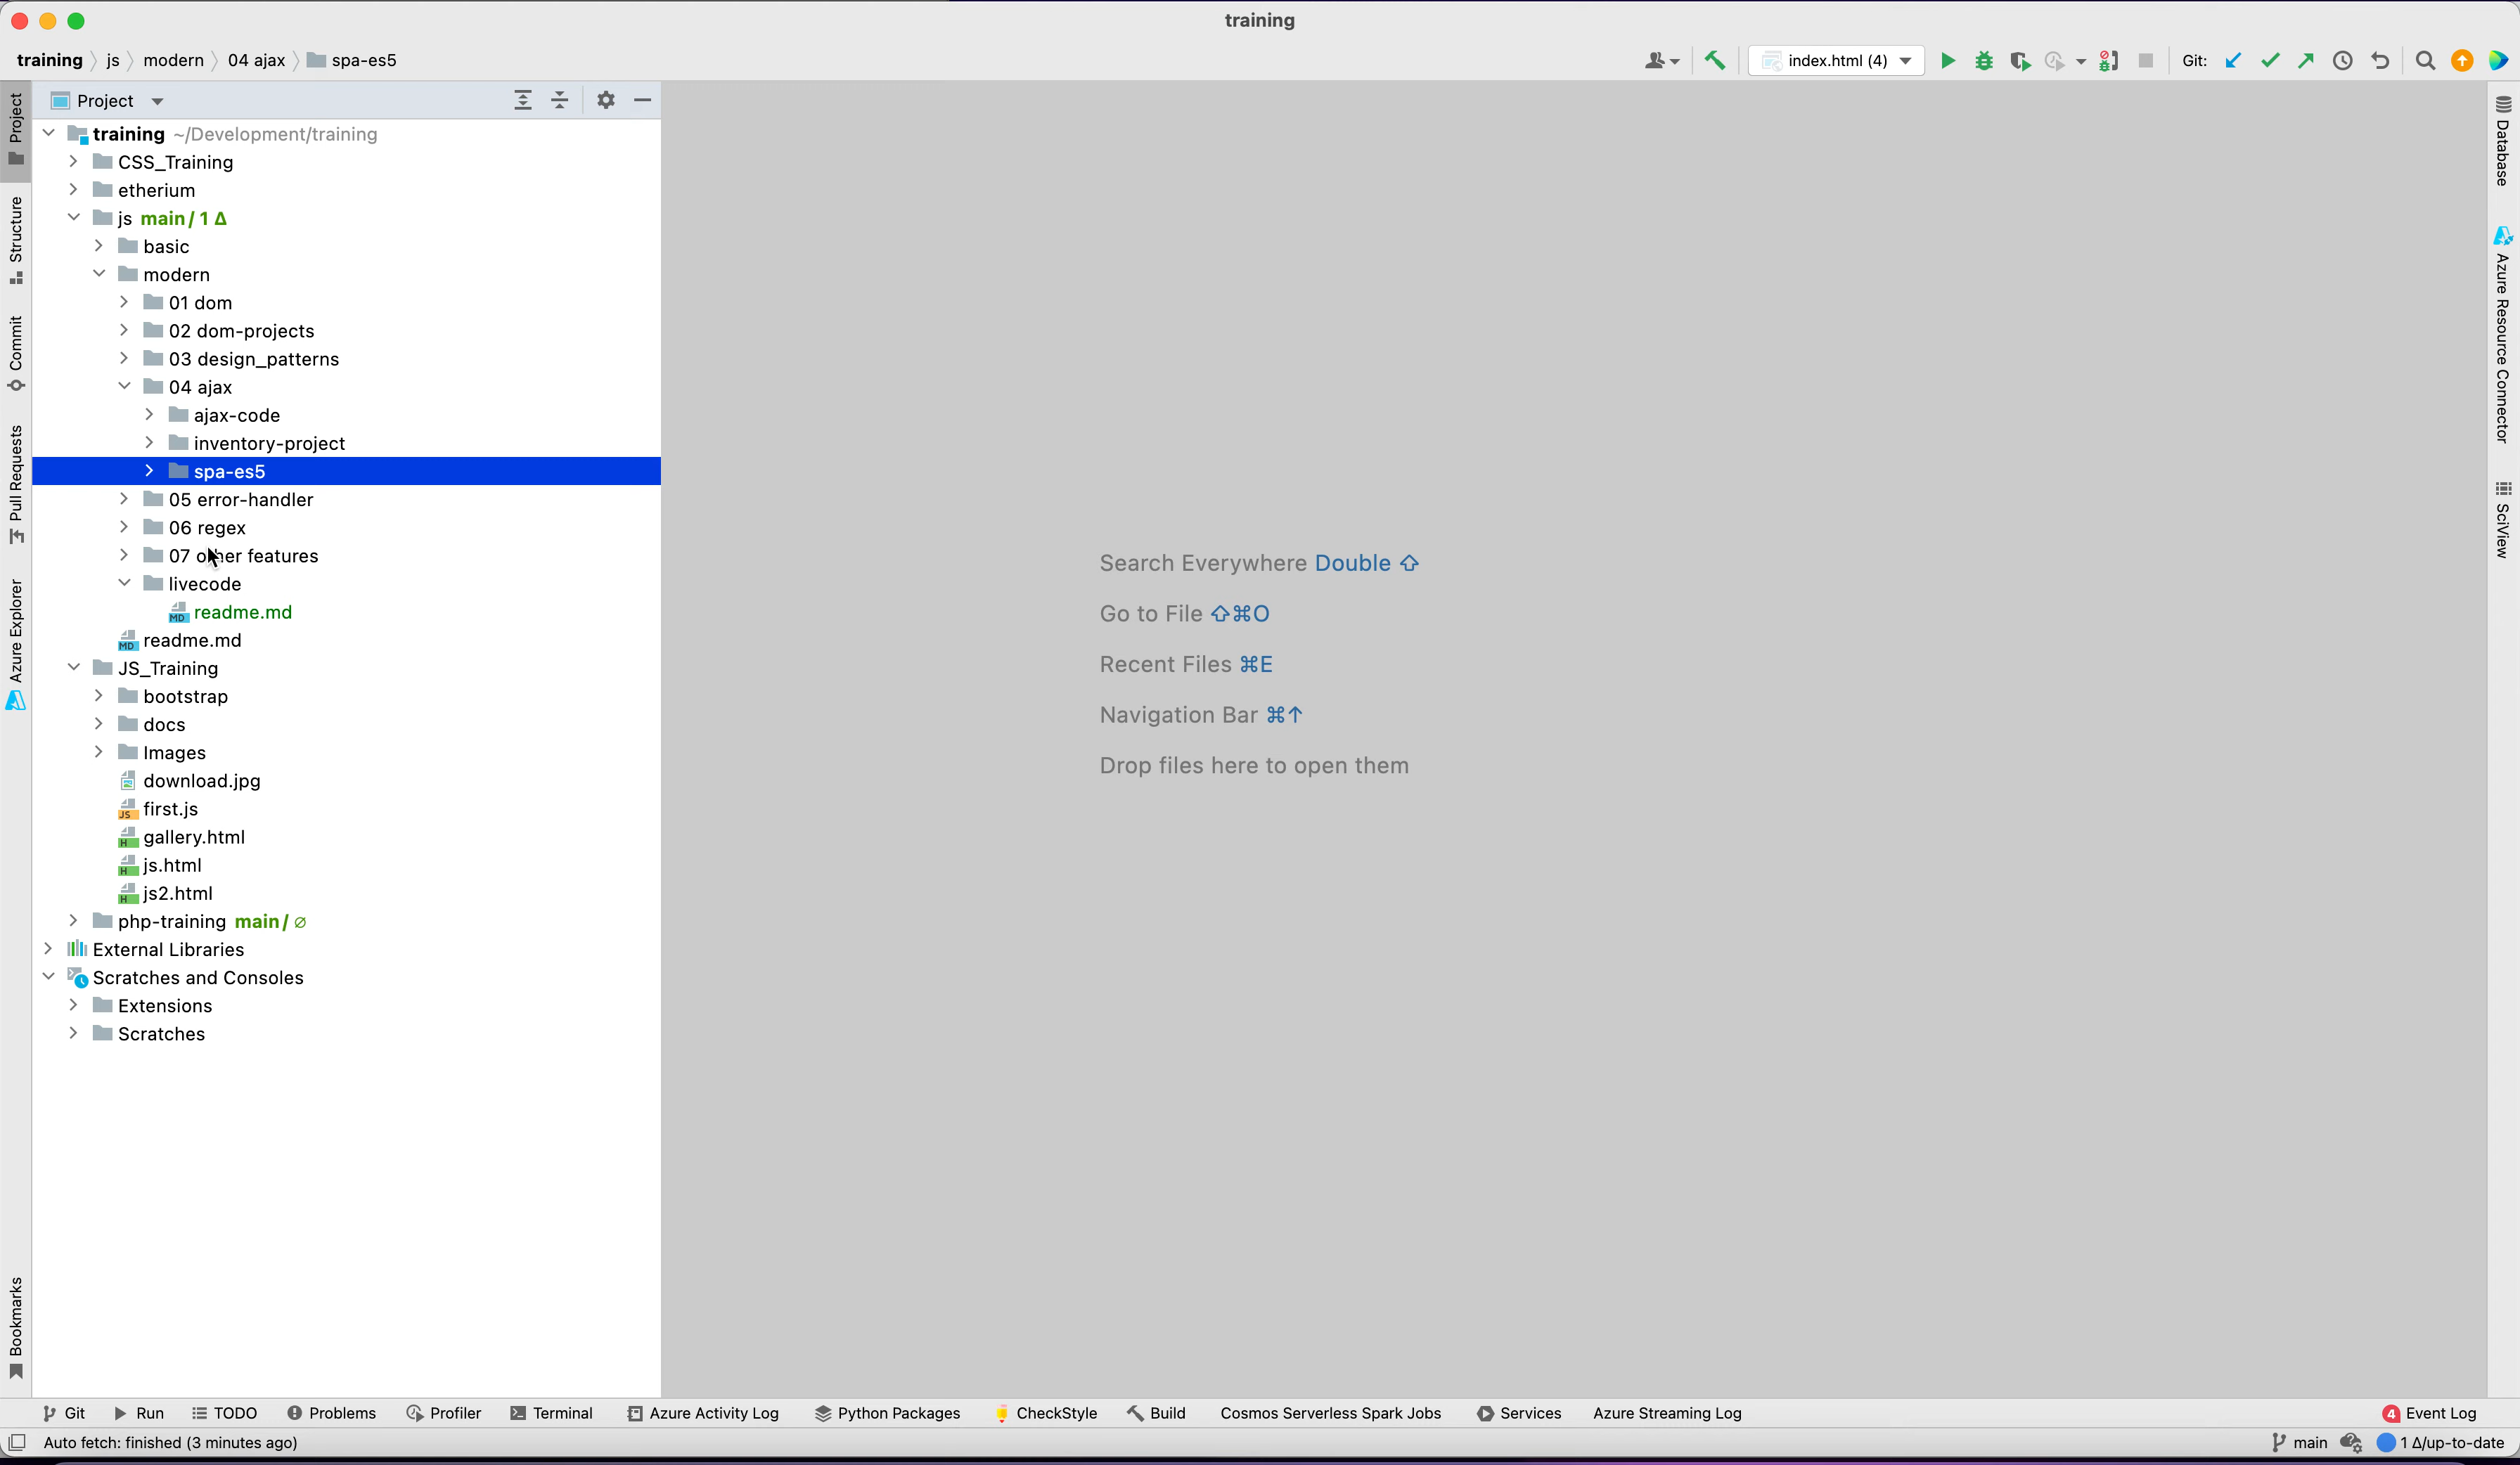 training
training js modern 04 ajax spa-es5
index.html (4)
Git:
Project
training ~/Development/training
CSS_Training
etherium
js main / 1 Δ
basic
modern
01 dom
02 dom-projects
03 design_patterns
04 ajax
ajax-code
inventory-project
spa-es5
05 error-handler
06 regex
07 other features
livecode
MD readme.md
MD readme.md
JS_Training
bootstrap
docs
Images
download.jpg
JS first.js
H gallery.html
H js.html
H js2.html
php-training main / ∅
External Libraries
Scratches and Consoles
Extensions
Scratches
Project
Structure
Commit
Pull Requests
Azure Explorer
Bookmarks
Search Everywhere Double ⇧
Go to File ⇧⌘O
Recent Files ⌘E
Navigation Bar ⌘↑
Drop files here to open them
Database
Azure Resource Connector
SciView
Git Run TODO Problems Profiler Terminal Azure Activity Log Python Packages CheckStyle Build Cosmos Serverless Spark Jobs Services Azure Streaming Log 4 Event Log
Auto fetch: finished (3 minutes ago) main 1 Δ/up-to-date